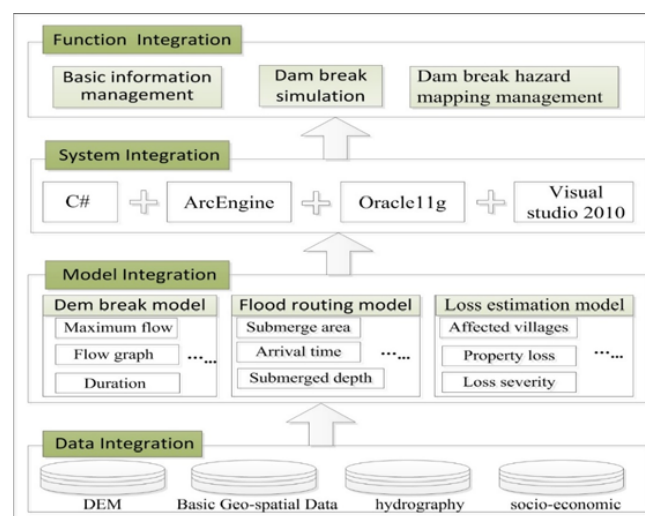 Function Integration
Basic information
management
Dam break
simulation
Dam break hazard
mapping management
System Integration
C#
ArcEngine
Oracle11g
Visual
studio 2010
Model Integration
Dem break model
Maximum flow
Flow graph
Duration
......
Flood routing model
Submerge area
Arrival time
Submerged depth
......
Loss estimation model
Affected villages
Property loss
Loss severity
......
Data Integration
DEM
Basic Geo-spatial Data
hydrography
socio-economic